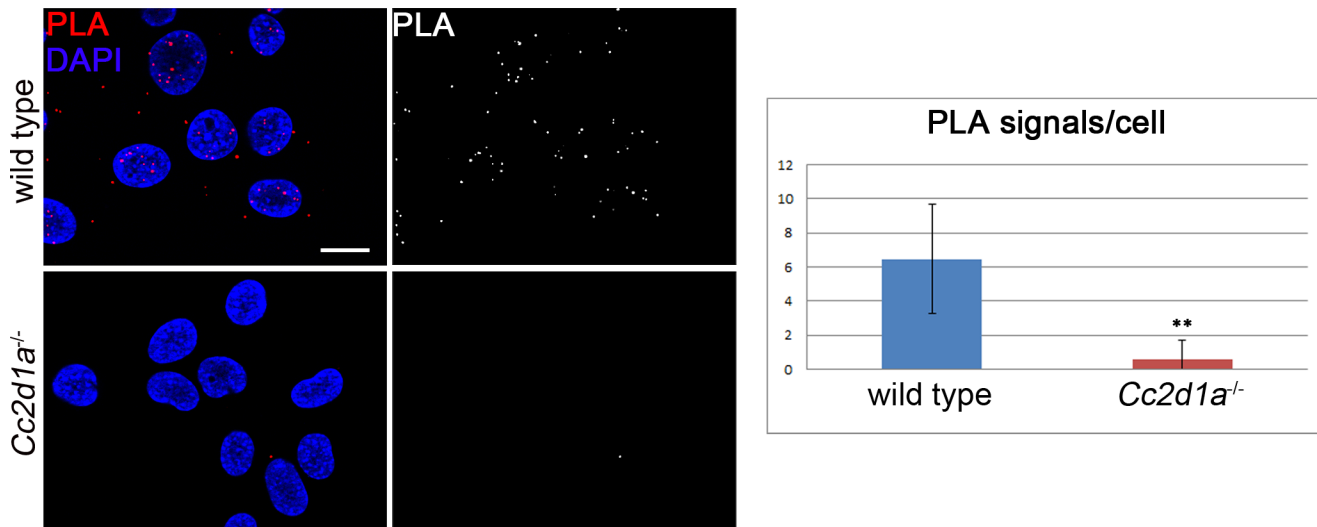 PLA
DAPI
PLA
wild type
Cc2d1a-/-
PLA signals/cell
12
10
8
6
4
2
0
**
wild type
Cc2d1a-/-